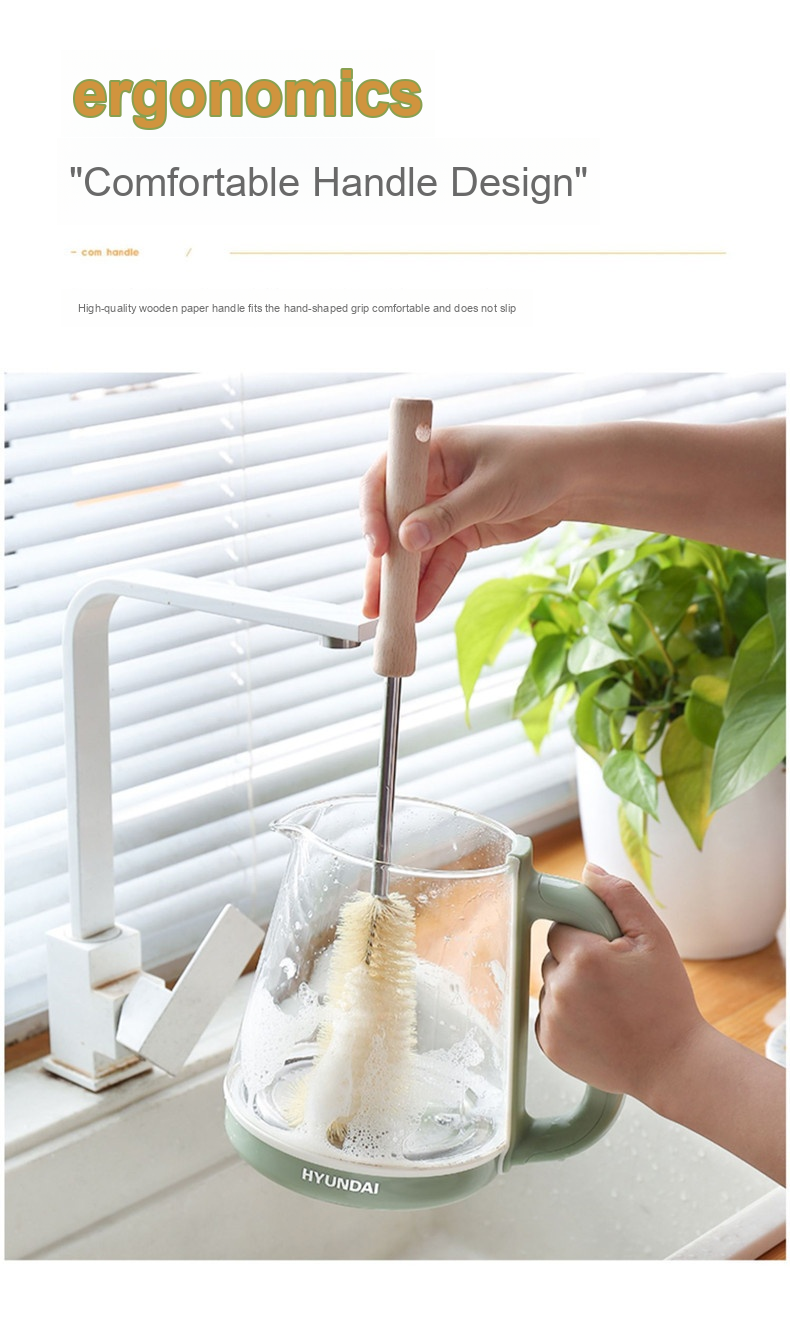 ergonomics
"Comfortable Handle Design"
— com handle /
High-quality wooden paper handle fits the hand-shaped grip comfortable and does not slip
HYUNDAI